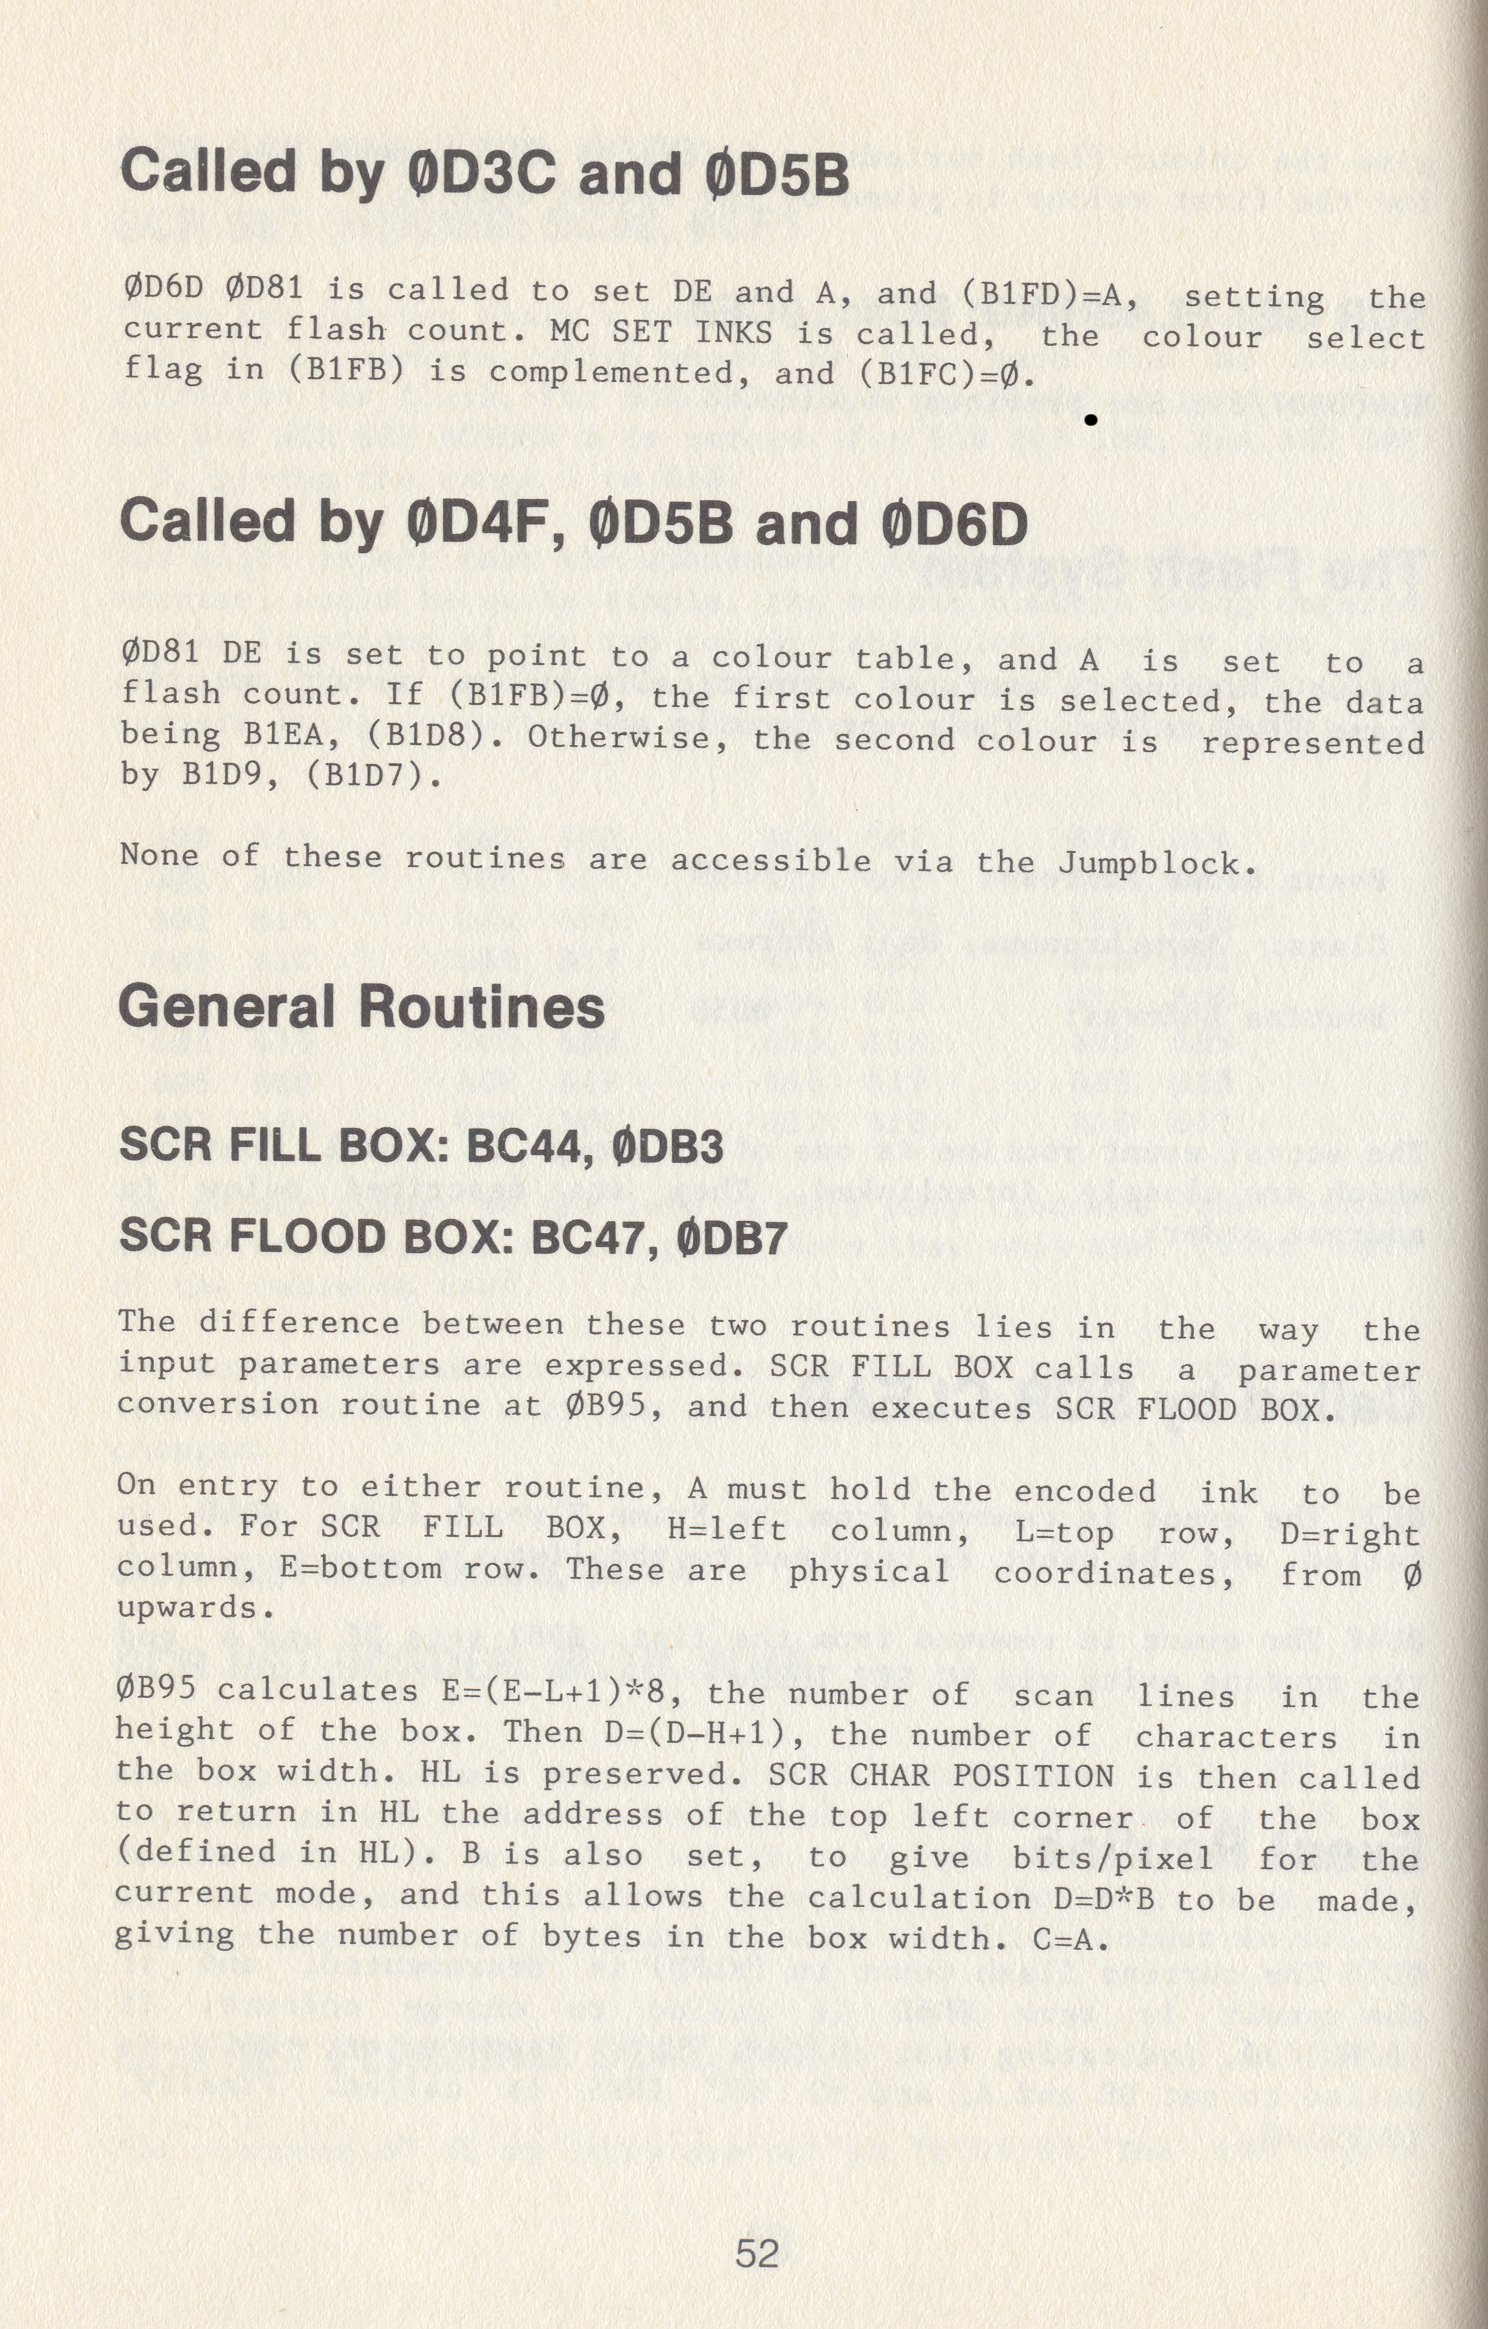 Called by ØD3C and ØD5B
ØD6D ØD81 is called to set DE and A, and (B1FD)=A, setting the
current flash count. MC SET INKS is called, the colour select
flag in (B1FB) is complemented, and (B1FC)=Ø.
Called by ØD4F, ØD5B and ØD6D
ØD81 DE is set to point to a colour table, and A is set to a
flash count. If (B1FB)=Ø, the first colour is selected, the data
being B1EA, (B1D8). Otherwise, the second colour is represented
by B1D9, (B1D7).
None of these routines are accessible via the Jumpblock.
General Routines
SCR FILL BOX: BC44, ØDB3
SCR FLOOD BOX: BC47, ØDB7
The difference between these two routines lies in the way the
input parameters are expressed. SCR FILL BOX calls a parameter
conversion routine at ØB95, and then executes SCR FLOOD BOX.
On entry to either routine, A must hold the encoded ink to be
used. For SCR FILL BOX, H=left column, L=top row, D=right
column, E=bottom row. These are physical coordinates, from Ø
upwards.
ØB95 calculates E=(E-L+1)*8, the number of scan lines in the
height of the box. Then D=(D-H+1), the number of characters in
the box width. HL is preserved. SCR CHAR POSITION is then called
to return in HL the address of the top left corner of the box
(defined in HL). B is also set, to give bits/pixel for the
current mode, and this allows the calculation D=D*B to be made,
giving the number of bytes in the box width. C=A.
52